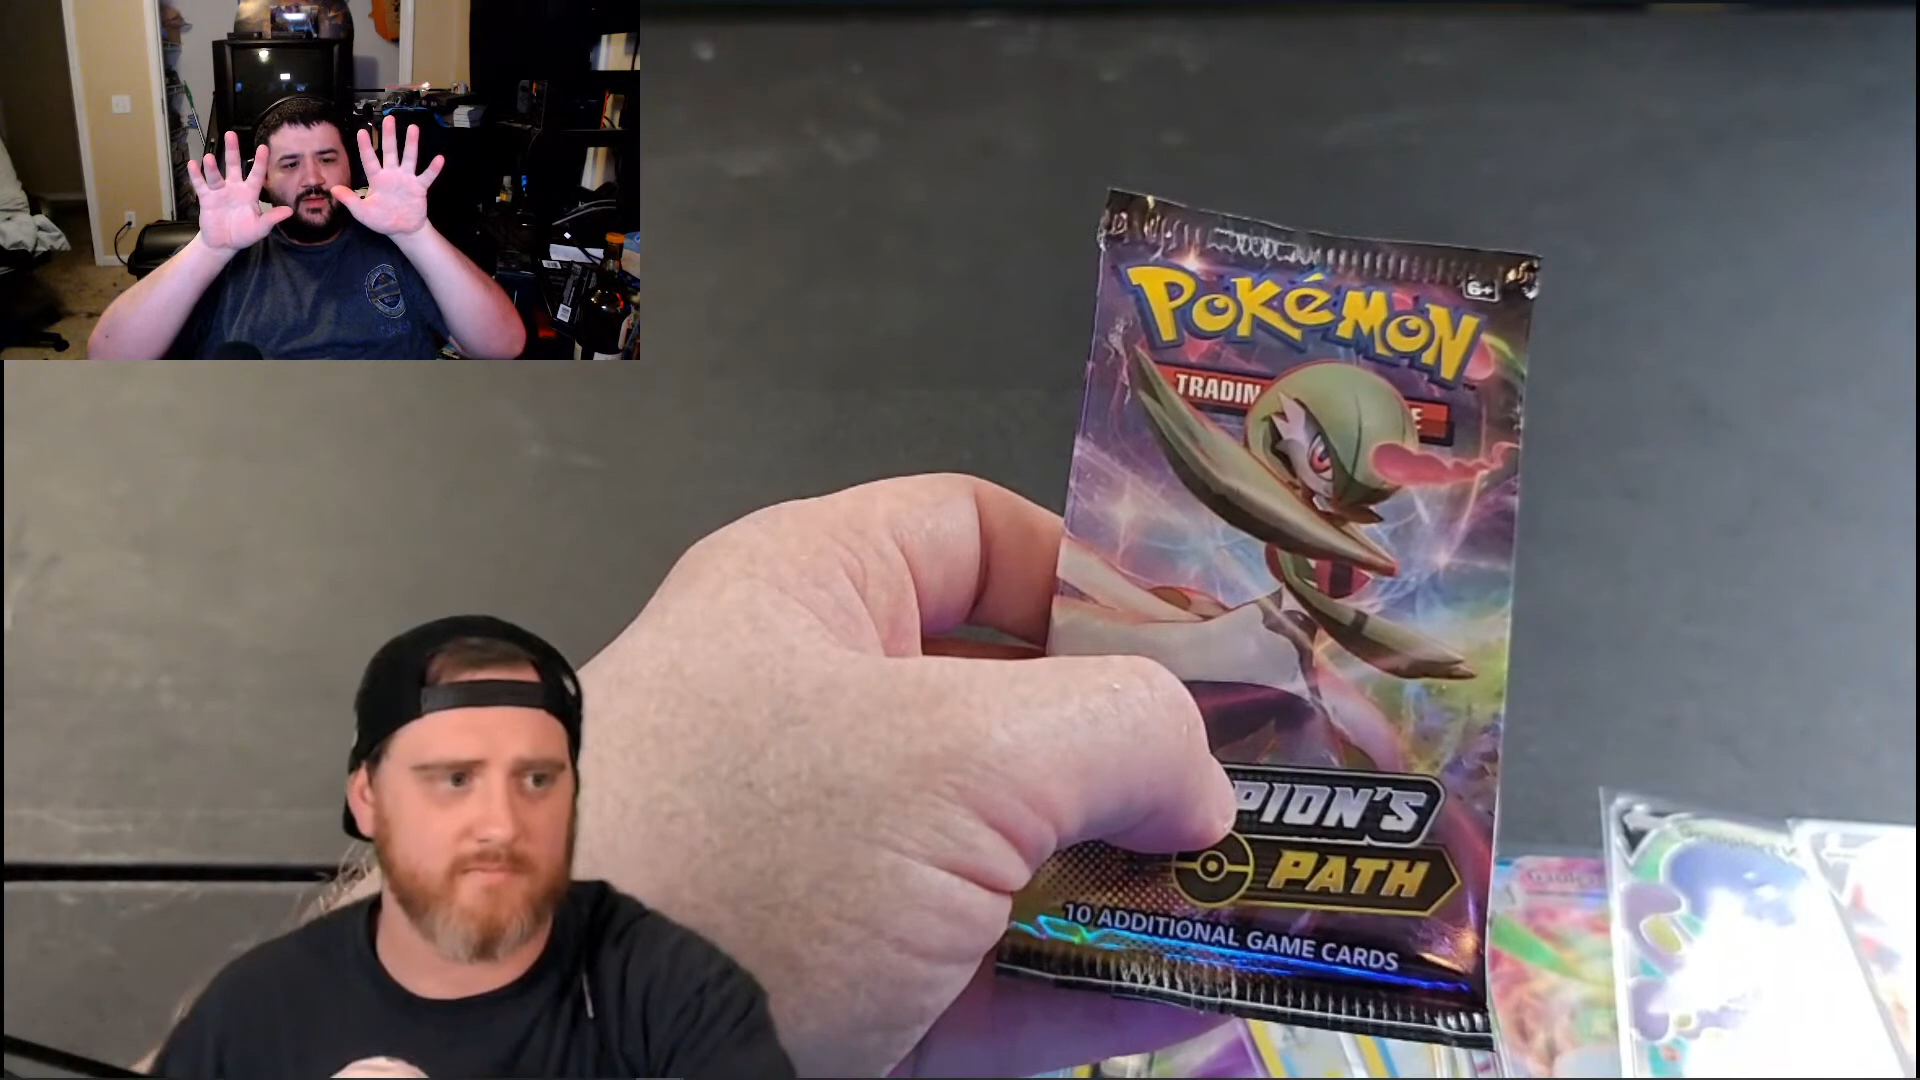 POKéMON
6+
TRADIN
E
PION'S
PATH
10 ADDITIONAL GAME CARDS